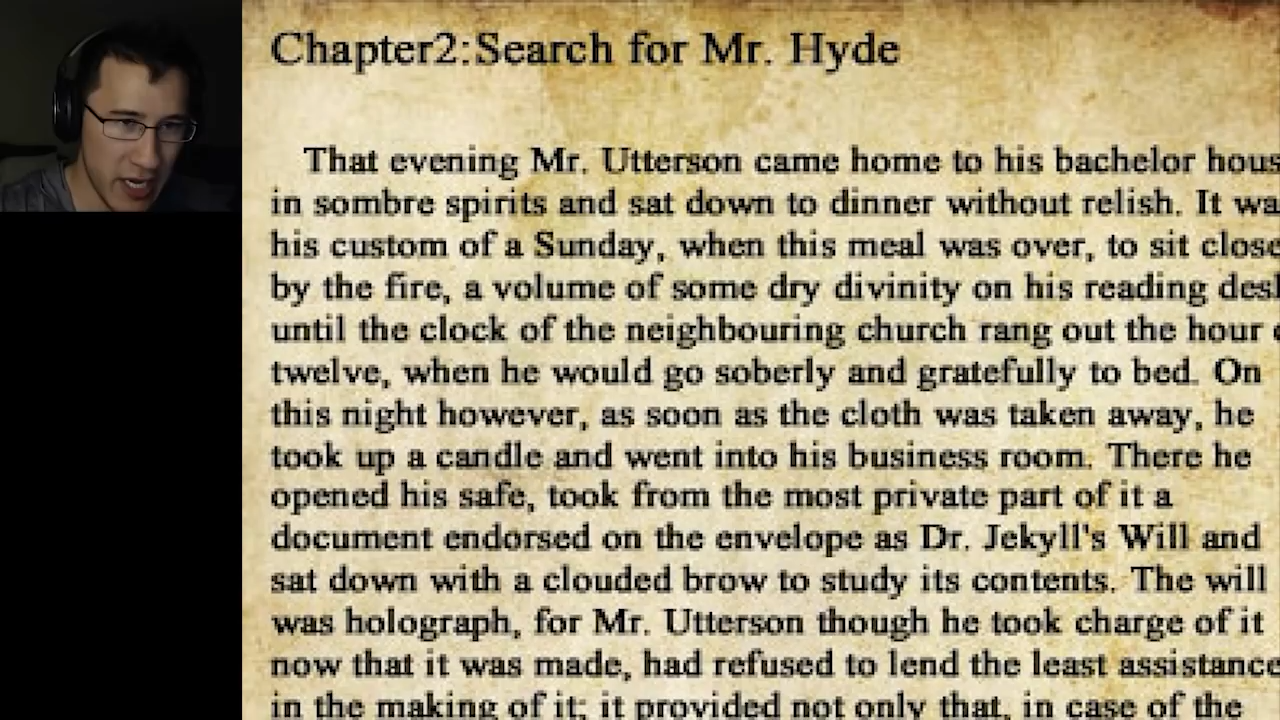 Chapter2:Search for Mr. Hyde
That evening Mr. Utterson came home to his bachelor hous
in sombre spirits and sat down to dinner without relish. It wa
his custom of a Sunday, when this meal was over, to sit close
by the fire, a volume of some dry divinity on his reading des
until the clock of the neighbouring church rang out the hour
twelve, when he would go soberly and gratefully to bed. On
this night however, as soon as the cloth was taken away, he
took up a candle and went into his business room. There he
opened his safe, took from the most private part of it a
document endorsed on the envelope as Dr. Jekyll's Will and
sat down with a clouded brow to study its contents. The will
was holograph, for Mr. Utterson though he took charge of it
now that it was made, had refused to lend the least assistance
in the making of it; it provided not only that, in case of the